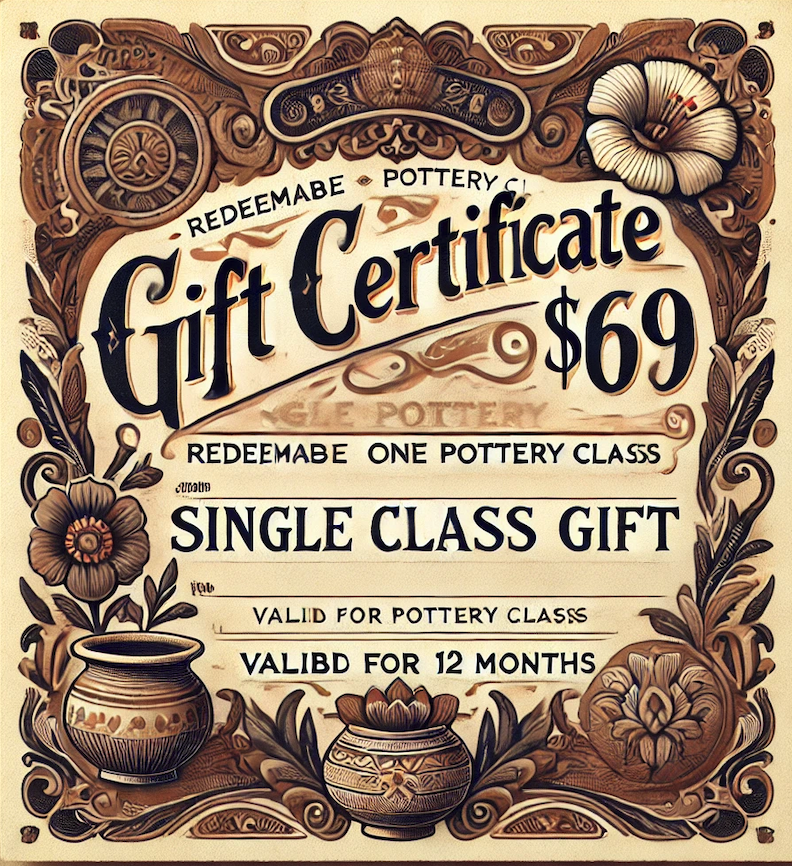 REDEEMABE • POTTERY
Gift Certificate
$69
GLE POTTERY
REDEEMABE ONE POTTERY CLASS
SINGLE CLASS GIFT
VALID FOR POTTERY CLASS
VALIBD FOR 12 MONTHS